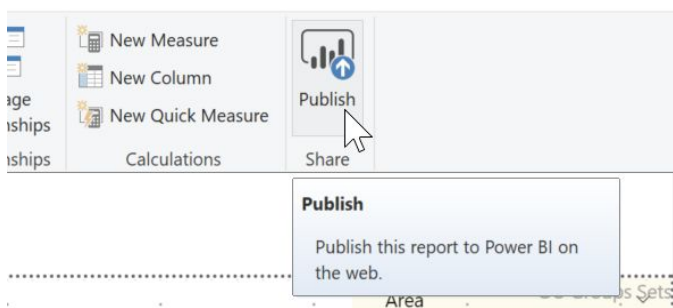 New Measure
New Column
New Quick Measure
Publish
age
nships
nships
Calculations
Share
Publish
Publish this report to Power BI on
the web.
Area
Sets